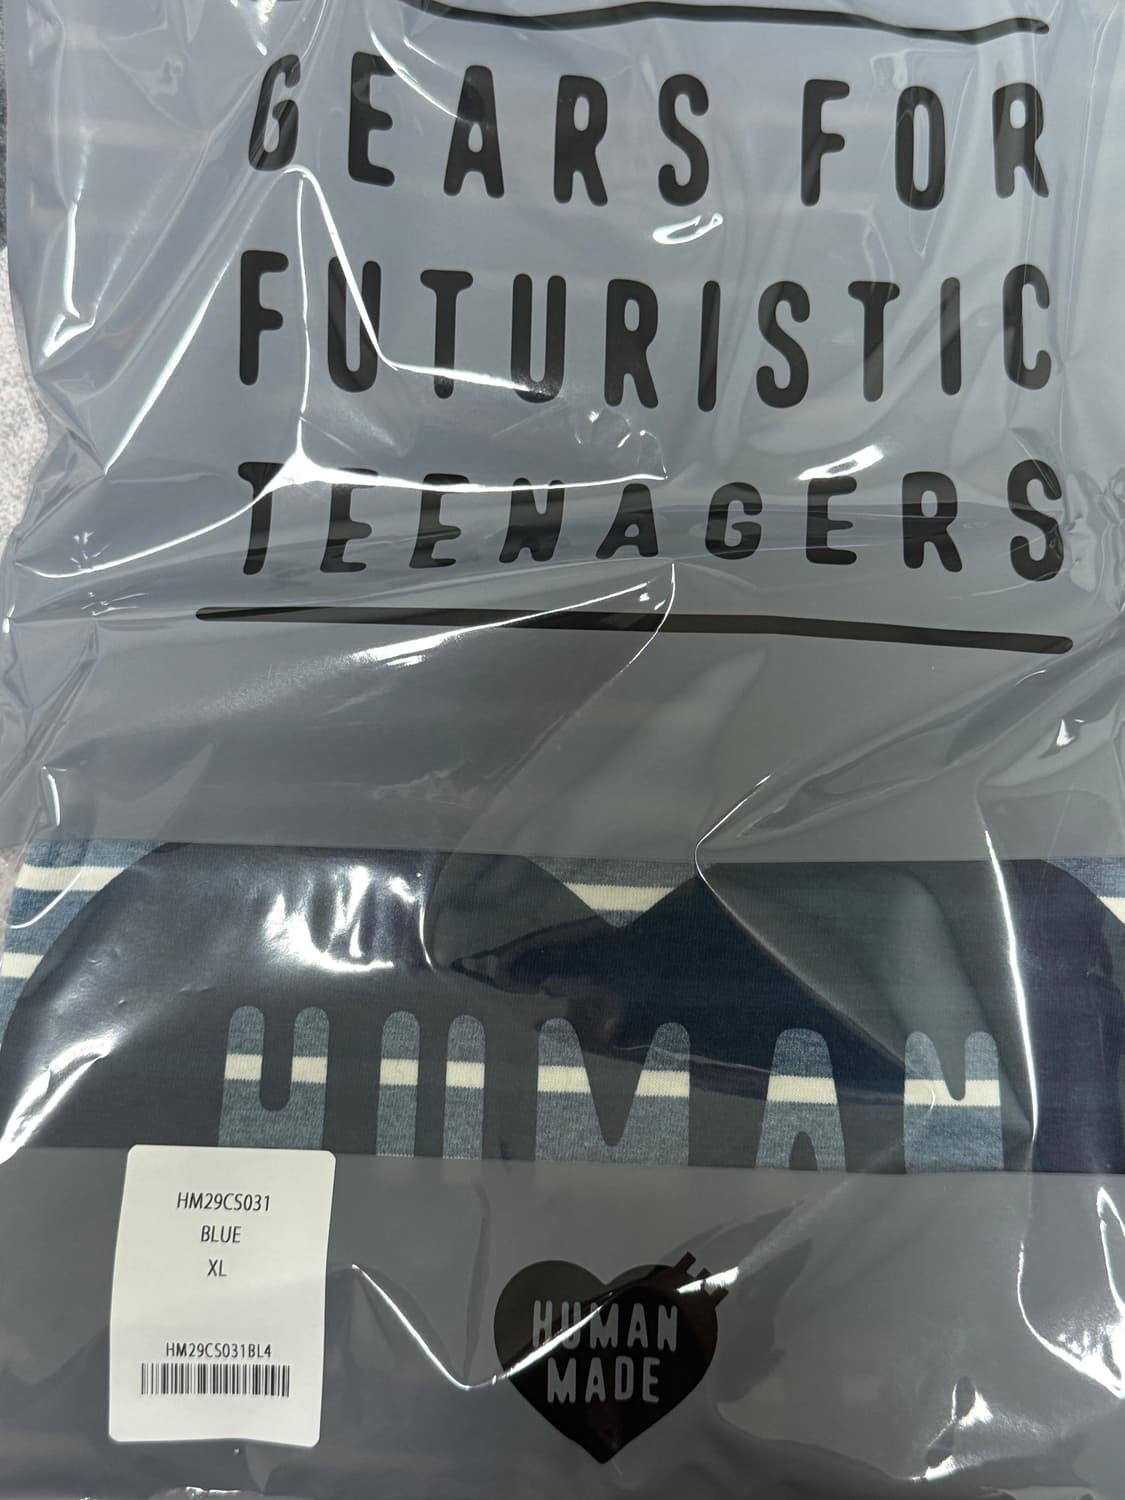 GEARS FOR
FUTURISTIC
TEENAGERS
HUMAN
HM29CS031
BLUE
XL
HM29CS031BL4
HUMAN
MADE